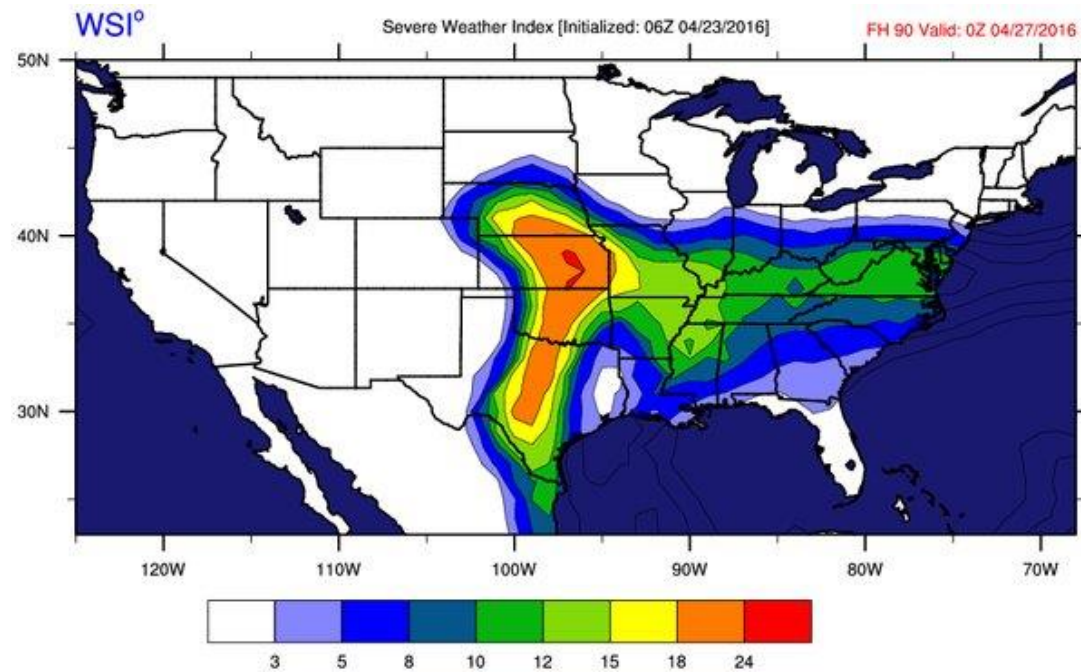 WSI°
Severe Weather Index [Initialized: 06Z 04/23/2016]
FH 90 Valid: 0Z 04/27/2016
50N
40N
30N
120W 110W 100W 90W 80W 70W
3 5 8 10 12 15 18 24